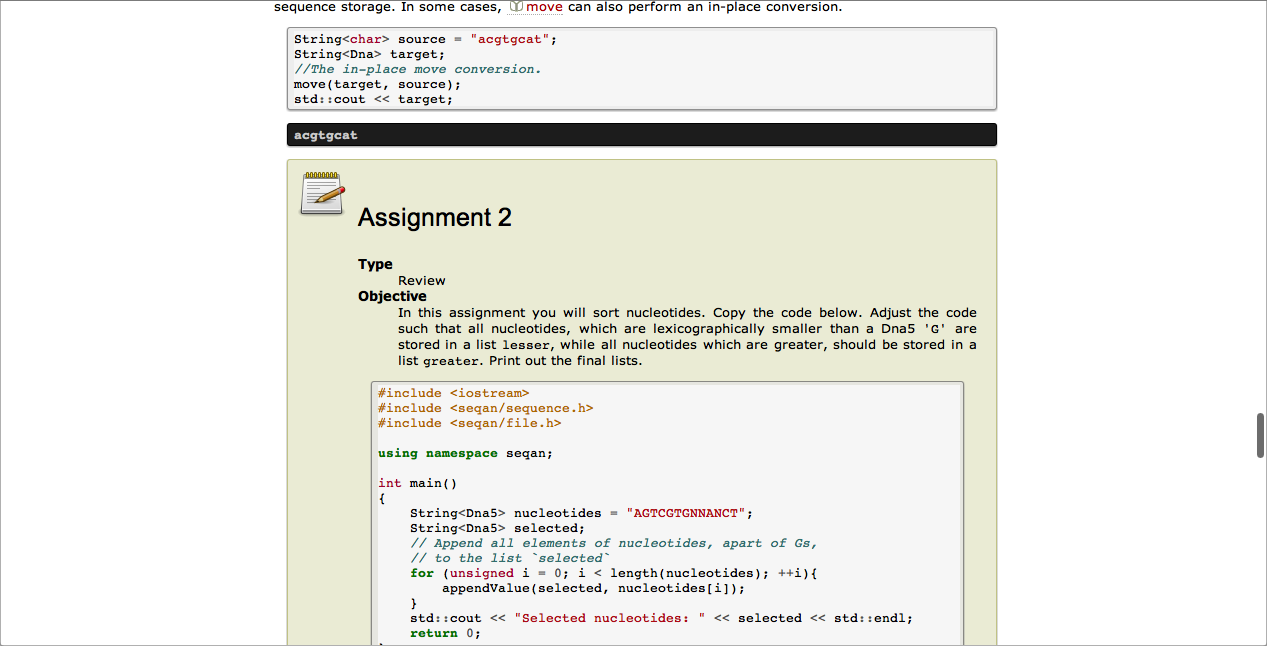 sequence storage. In some cases, move can also perform an in-place conversion.
String<char> source = "acgtgcat";
String<Dna> target;
//The in-place move conversion.
move(target, source);
std::cout << target;
acgtgcat
Assignment 2
Type
Review
Objective
In this assignment you will sort nucleotides. Copy the code below. Adjust the code
such that all nucleotides, which are lexicographically smaller than a Dna5 'G' are
stored in a list lesser, while all nucleotides which are greater, should be stored in a
list greater. Print out the final lists.
#include <iostream>
#include <seqan/sequence.h>
#include <seqan/file.h>
using namespace seqan;
int main()
{
String<Dna5> nucleotides = "AGTCGTGNNANCT";
String<Dna5> selected;
// Append all elements of nucleotides, apart of Gs,
// to the list `selected`
for (unsigned i = 0; i < length(nucleotides); ++i){
appendValue(selected, nucleotides[i]);
}
std::cout << "Selected nucleotides: " << selected << std::endl;
return 0;